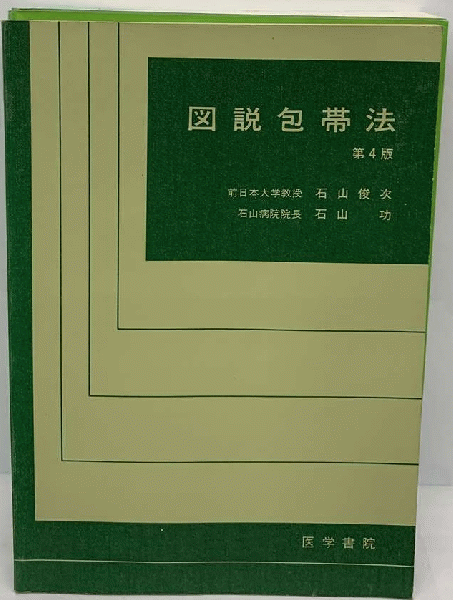 図説包帯法
第4版
前日本大学教授 石山俊次
石山病院院長 石山 功
医学書院